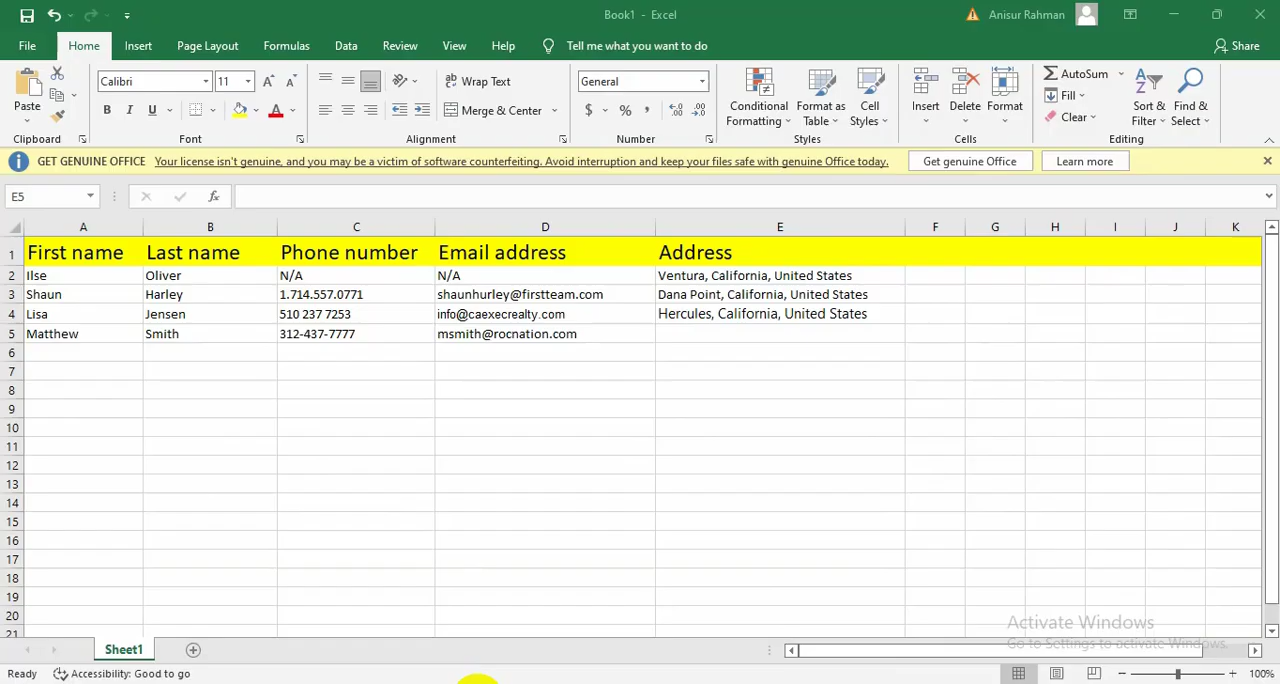 Book1 - Excel
Anisur Rahman
File Home Insert Page Layout Formulas Data Review View Help Tell me what you want to do Share
Calibri 11 Wrap Text General AutoSum
Paste B I U Merge & Center $ % , Conditional Formatting Format as Table Cell Styles Insert Delete Format Fill Clear Sort & Filter Find & Select
Clipboard Font Alignment Number Styles Cells Editing
GET GENUINE OFFICE Your license isn't genuine, and you may be a victim of software counterfeiting. Avoid interruption and keep your files safe with genuine Office today. Get genuine Office Learn more
E5 fx
A B C D E F G H I J K
1 First name Last name Phone number Email address Address
2 Ilse Oliver N/A N/A Ventura, California, United States
3 Shaun Harley 1.714.557.0771 shaunhurley@firstteam.com Dana Point, California, United States
4 Lisa Jensen 510 237 7253 info@caexecrealty.com Hercules, California, United States
5 Matthew Smith 312-437-7777 msmith@rocnation.com
6
7
8
9
10
11
12
13
14
15
16
17
18
19
20
21
Activate Windows
Go to Settings to activate Windows.
Sheet1
Ready Accessibility: Good to go 100%